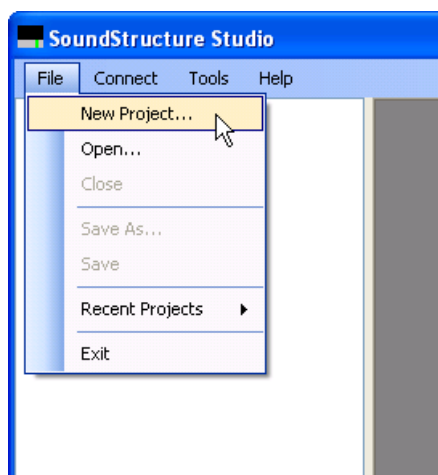 SoundStructure Studio
File Connect Tools Help
New Project...
Open...
Close
Save As...
Save
Recent Projects
Exit